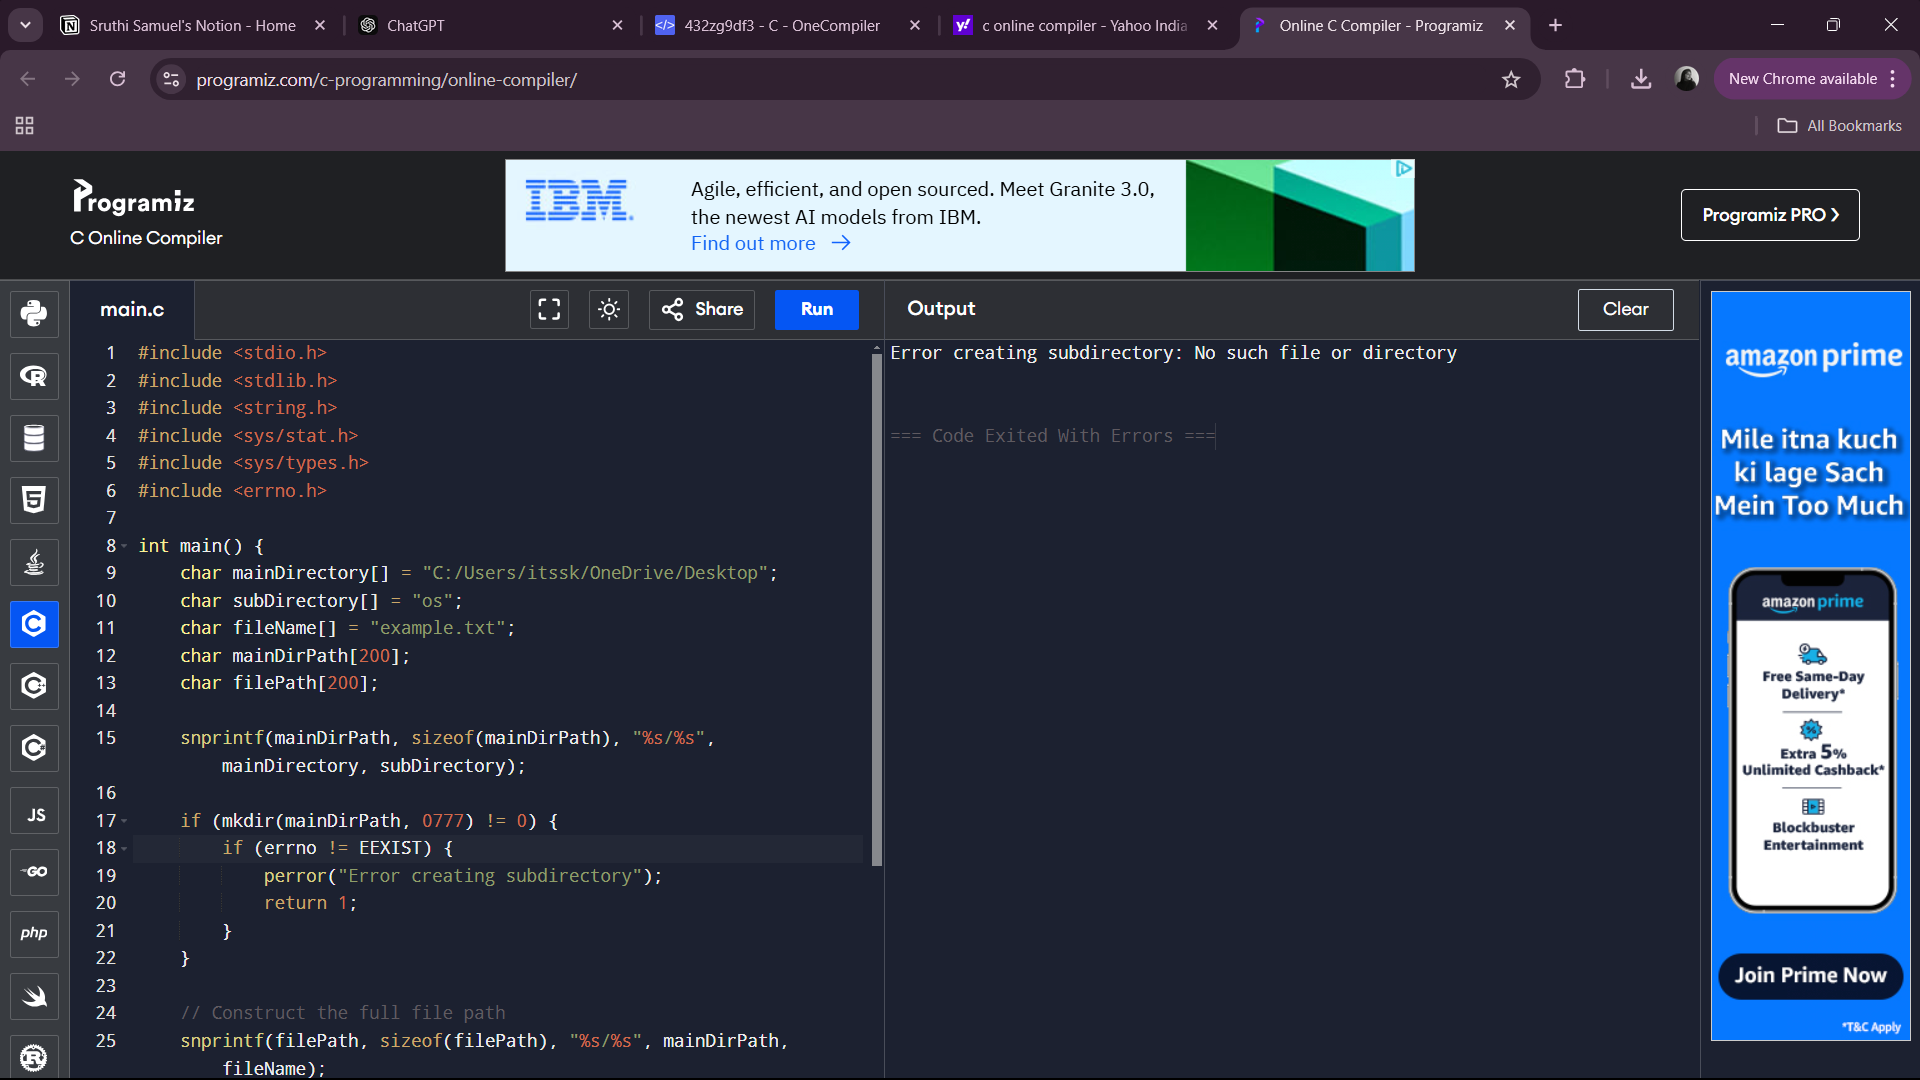 Sruthi Samuel's Notion - Home
ChatGPT
432zg9df3 - C - OneCompiler
c online compiler - Yahoo India
Online C Compiler - Programiz
programiz.com/c-programming/online-compiler/
New Chrome available
All Bookmarks
Programiz
C Online Compiler
IBM
Agile, efficient, and open sourced. Meet Granite 3.0,
the newest AI models from IBM.
Find out more →
Programiz PRO ❯
main.c
Share
Run
Output
Clear
1 #include <stdio.h>
2 #include <stdlib.h>
3 #include <string.h>
4 #include <sys/stat.h>
5 #include <sys/types.h>
6 #include <errno.h>
7
8 int main() {
9 char mainDirectory[] = "C:/Users/itssk/OneDrive/Desktop";
10 char subDirectory[] = "os";
11 char fileName[] = "example.txt";
12 char mainDirPath[200];
13 char filePath[200];
14
15 snprintf(mainDirPath, sizeof(mainDirPath), "%s/%s",
mainDirectory, subDirectory);
16
17 if (mkdir(mainDirPath, 0777) != 0) {
18 if (errno != EEXIST) {
19 perror("Error creating subdirectory");
20 return 1;
21 }
22 }
23
24 // Construct the full file path
25 snprintf(filePath, sizeof(filePath), "%s/%s", mainDirPath,
fileName);
Error creating subdirectory: No such file or directory
=== Code Exited With Errors ===
JS
GO
php
amazon prime
Mile itna kuch
ki lage Sach
Mein Too Much
amazon prime
Free Same-Day
Delivery*
Extra 5%
Unlimited Cashback*
Blockbuster
Entertainment
Join Prime Now
*T&C Apply